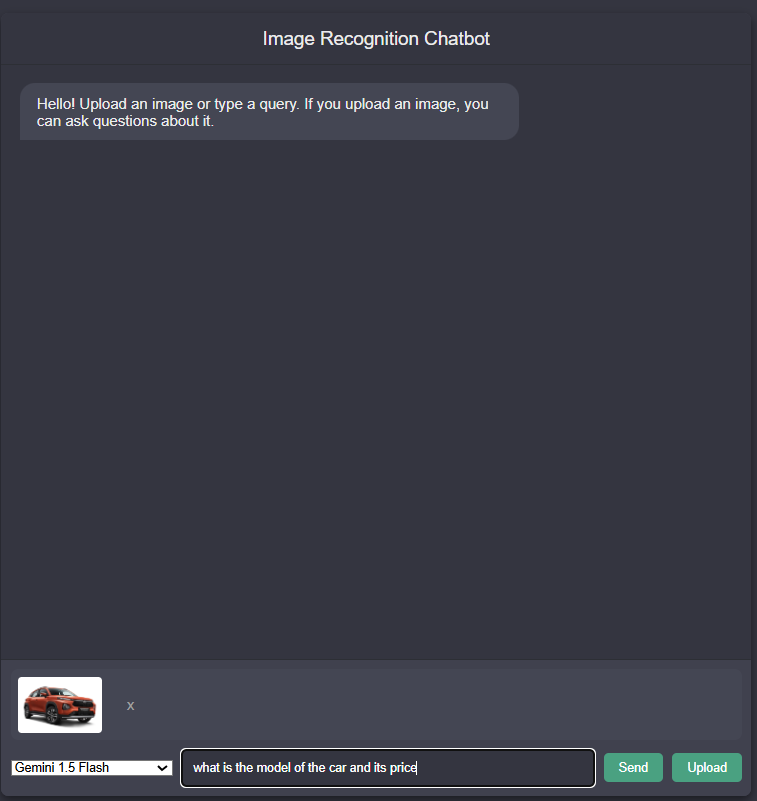 Image Recognition Chatbot
Hello! Upload an image or type a query. If you upload an image, you
can ask questions about it.
x
Gemini 1.5 Flash
what is the model of the car and its price
Send
Upload